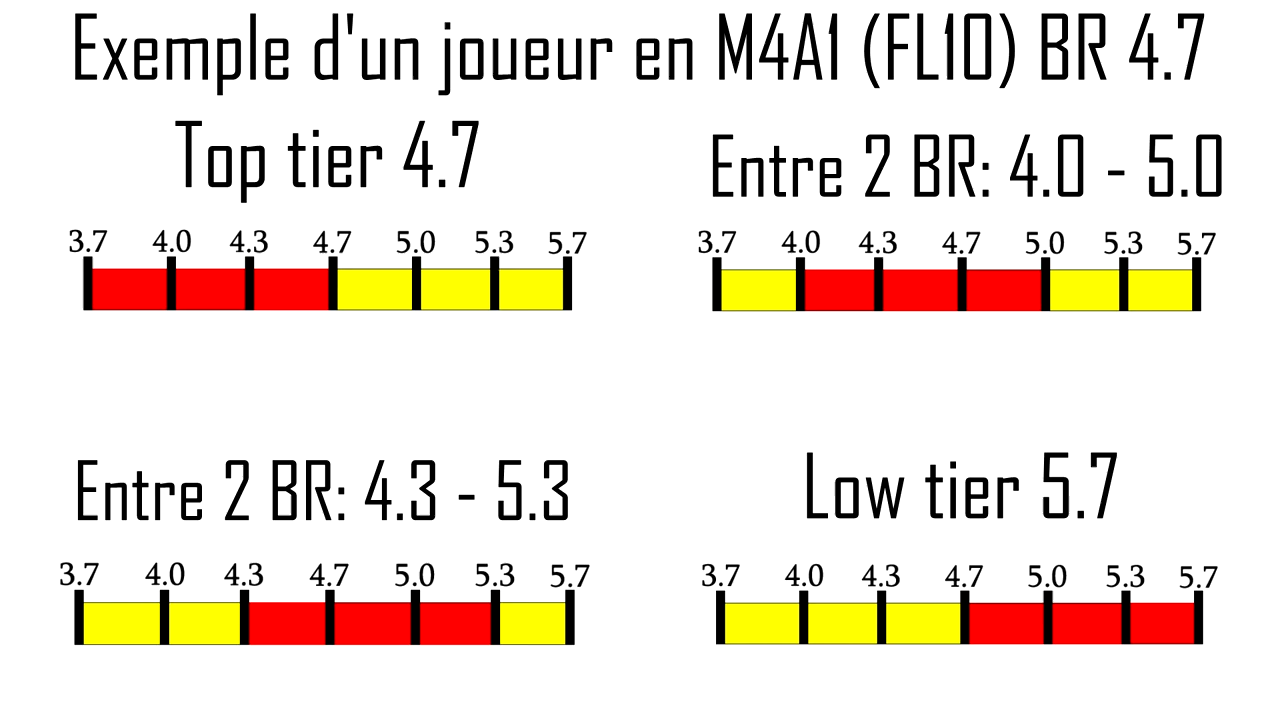 Exemple d'un joueur en M4A1 (FL10) BR 4.7
Top tier 4.7
3.7 4.0 4.3 4.7 5.0 5.3 5.7
Entre 2 BR: 4.0 - 5.0
3.7 4.0 4.3 4.7 5.0 5.3 5.7
Entre 2 BR: 4.3 - 5.3
3.7 4.0 4.3 4.7 5.0 5.3 5.7
Low tier 5.7
3.7 4.0 4.3 4.7 5.0 5.3 5.7